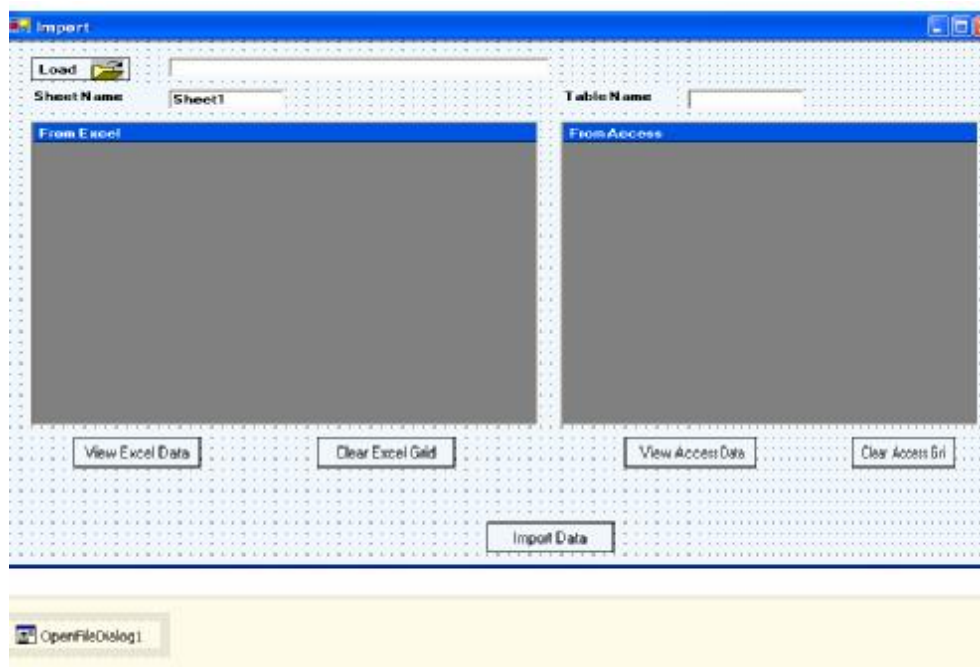 Import
Load
Sheet Name
Sheet1
Table Name
From Excel
From Access
View Excel Data
Clear Excel Grid
View Access Data
Clear Access Gri
Import Data
OpenFileDialog1